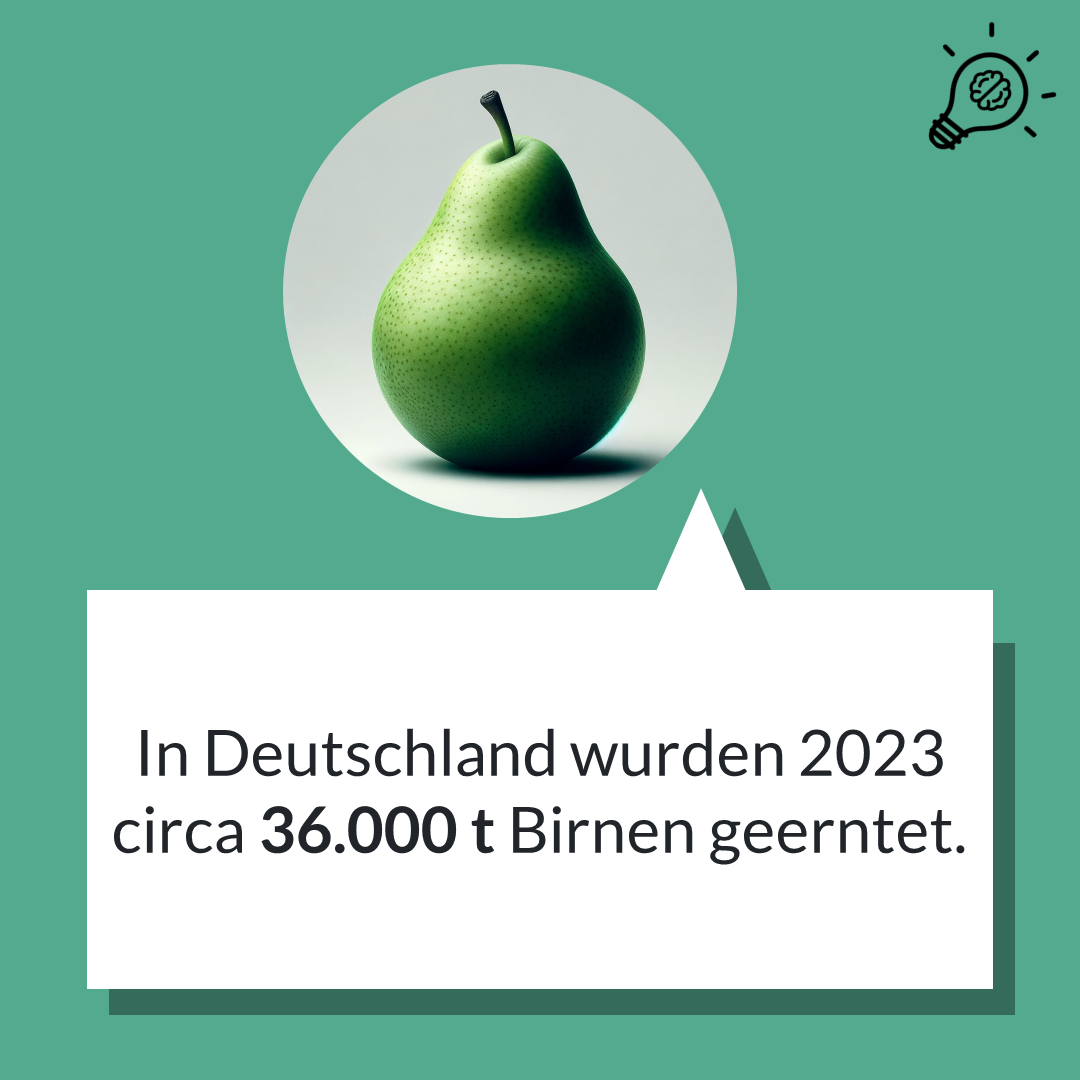 In Deutschland wurden 2023
circa 36.000 t Birnen geerntet.